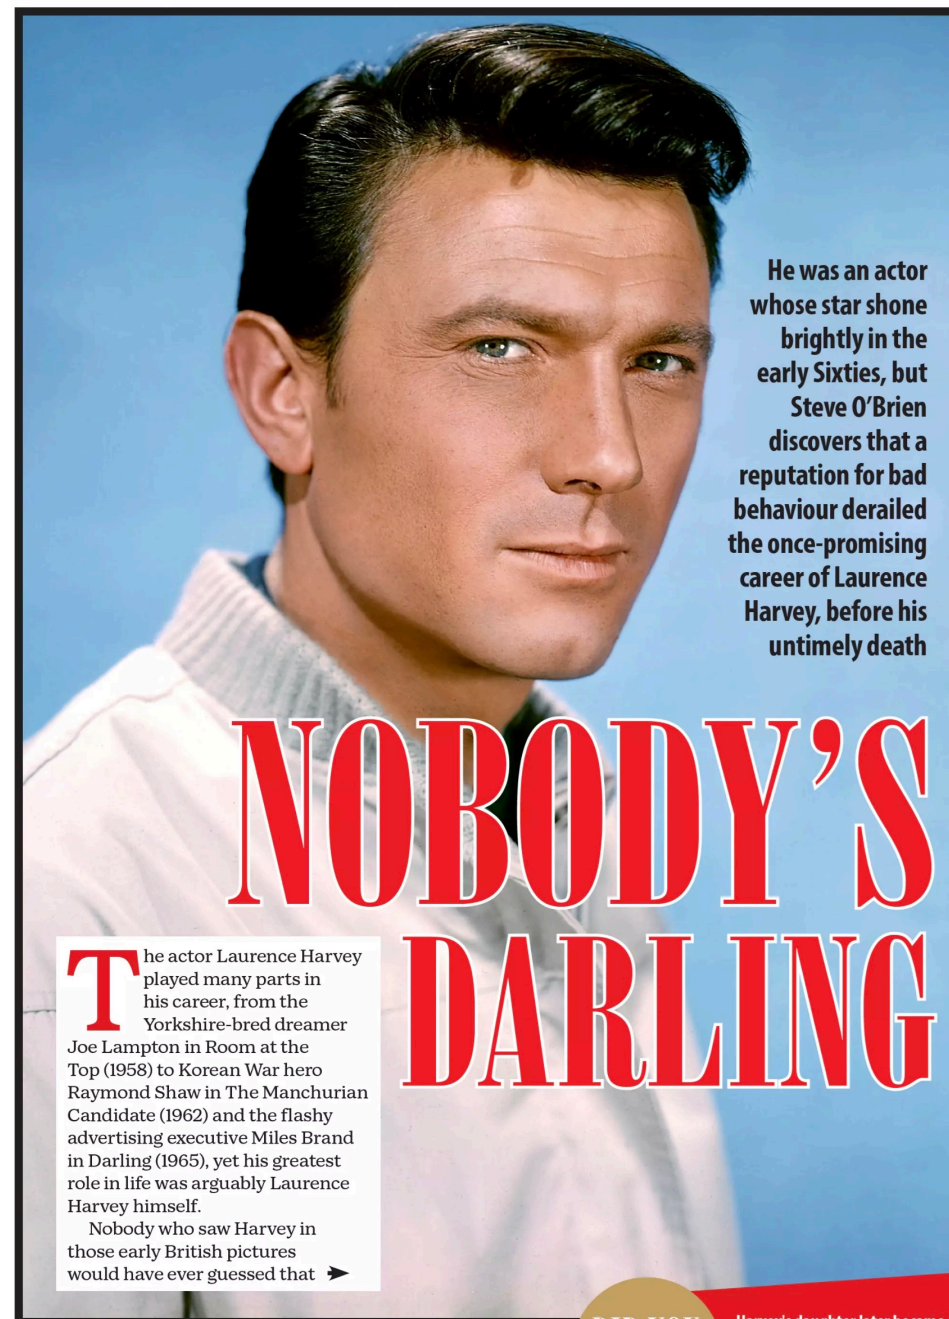 He was an actor
whose star shone
brightly in the
early Sixties, but
Steve O'Brien
discovers that a
reputation for bad
behaviour derailed
the once-promising
career of Laurence
Harvey, before his
untimely death
NOBODY'S
DARLING
The actor Laurence Harvey
played many parts in
his career, from the
Yorkshire-bred dreamer
Joe Lampton in Room at the
Top (1958) to Korean War hero
Raymond Shaw in The Manchurian
Candidate (1962) and the flashy
advertising executive Miles Brand
in Darling (1965), yet his greatest
role in life was arguably Laurence
Harvey himself.
Nobody who saw Harvey in
those early British pictures
would have ever guessed that